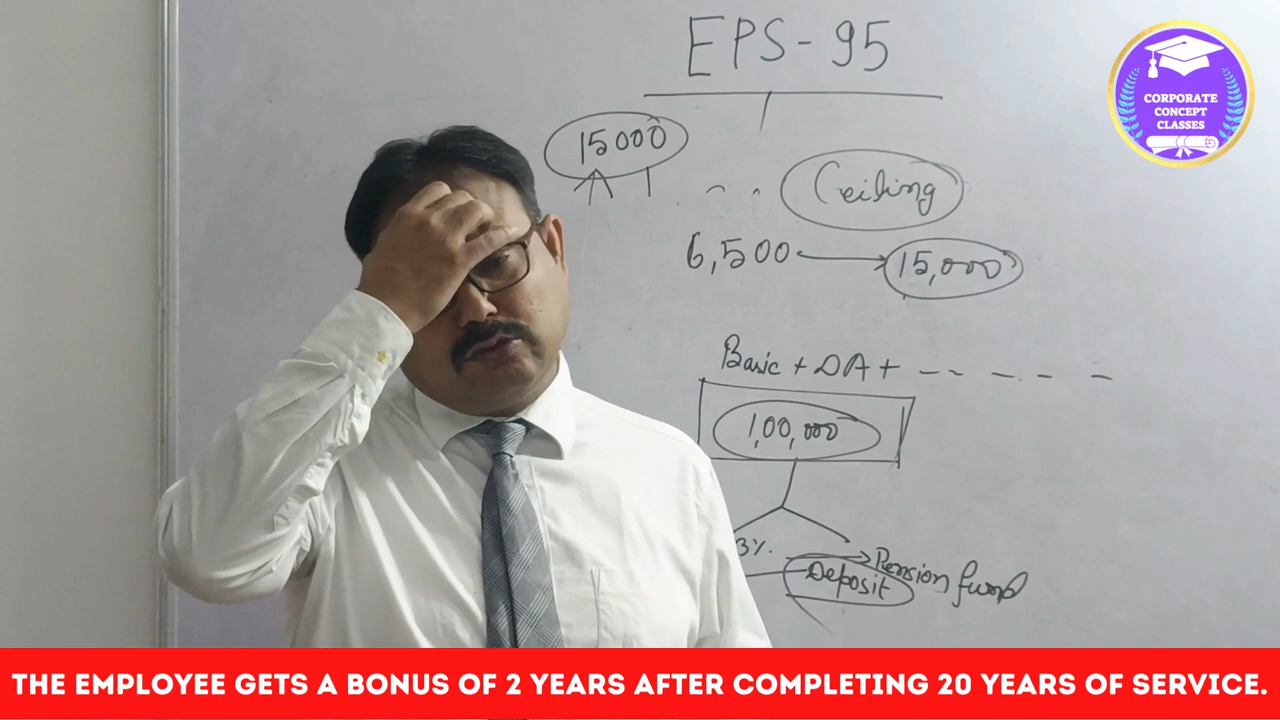 EPS-95
15000
Ceiling
6,500 → 15,000
Basic + DA + -- - - - -
1,00,000
3%.
Pension fund
Deposit
CORPORATE
CONCEPT
CLASSES
THE EMPLOYEE GETS A BONUS OF 2 YEARS AFTER COMPLETING 20 YEARS OF SERVICE.